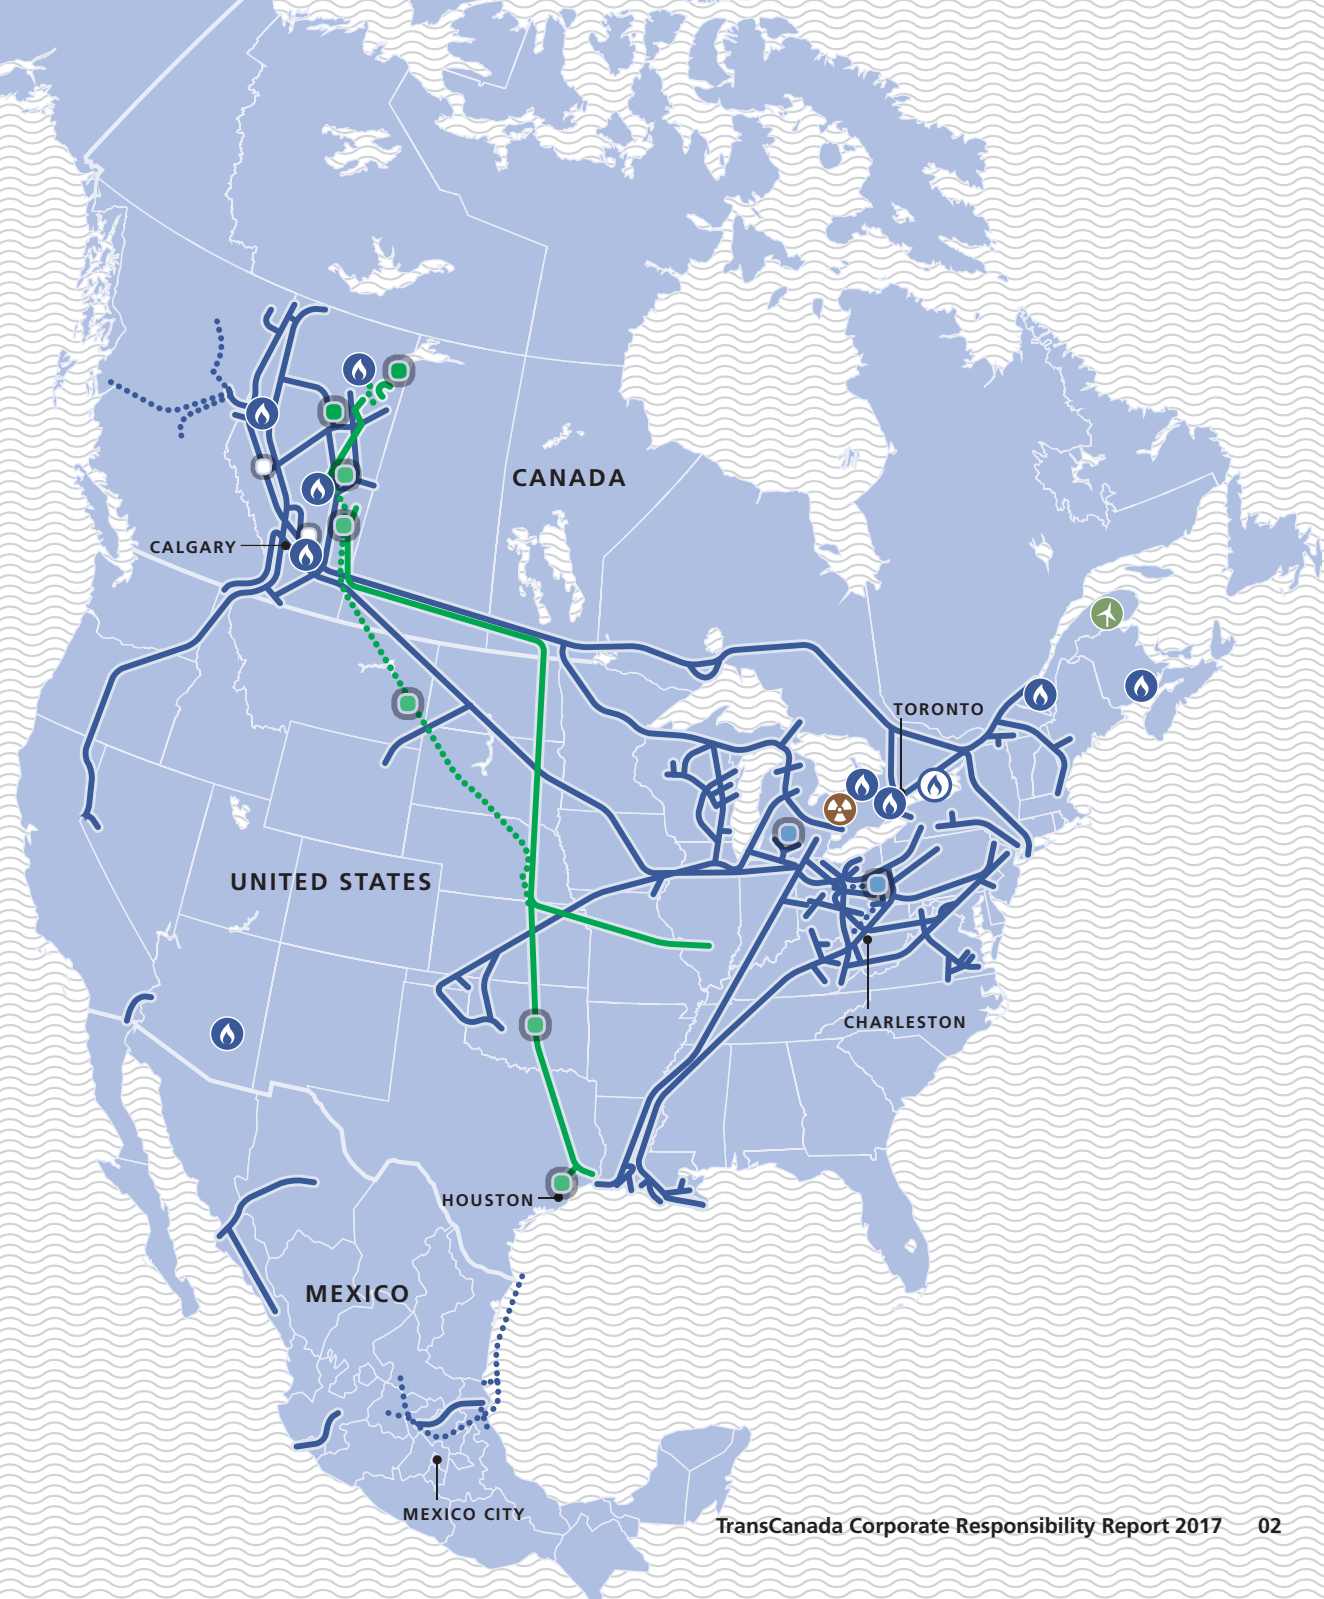 CANADA
CALGARY
TORONTO
UNITED STATES
CHARLESTON
HOUSTON
MEXICO
MEXICO CITY
TransCanada Corporate Responsibility Report 2017 02